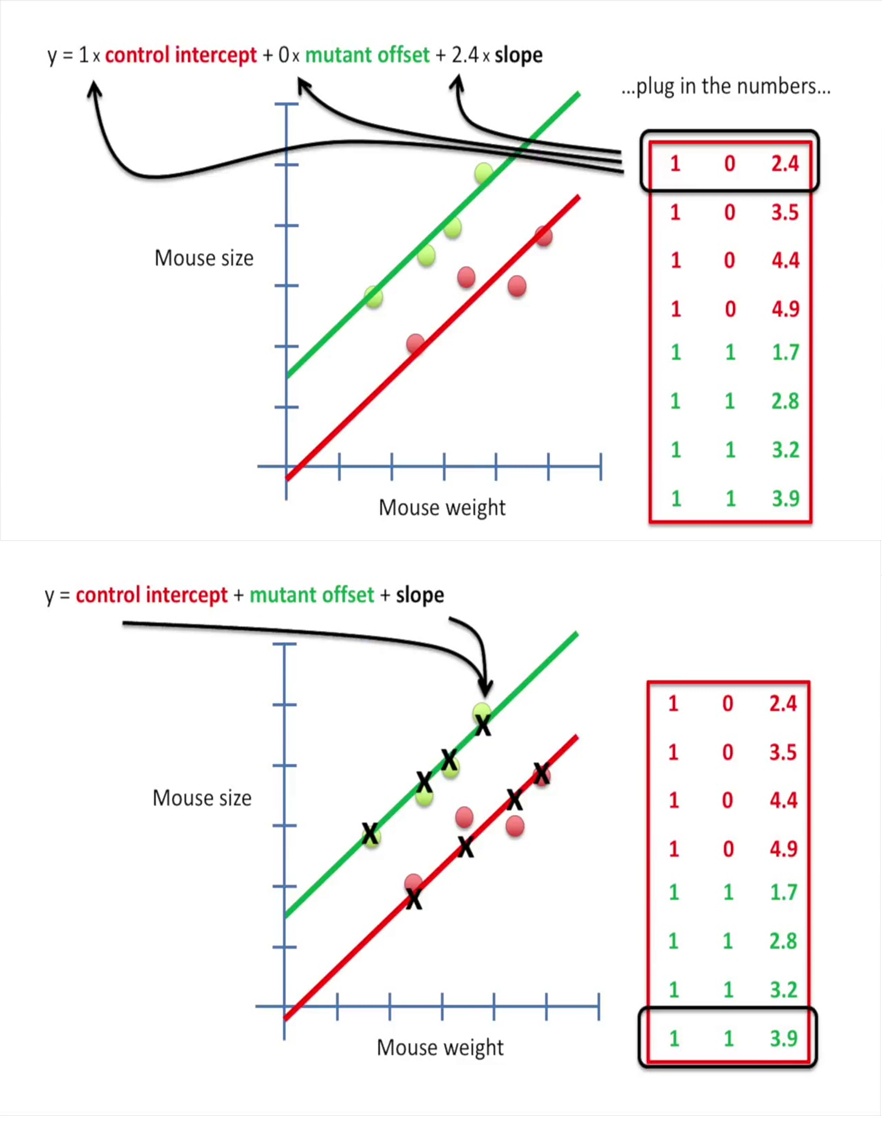 y = 1 x control intercept + 0 x mutant offset + 2.4 x slope
...plug in the numbers...
1 0 2.4
1 0 3.5
1 0 4.4
1 0 4.9
1 1 1.7
1 1 2.8
1 1 3.2
1 1 3.9
Mouse size
Mouse weight
y = control intercept + mutant offset + slope
X
X
X
X
X
X
X
X
1 0 2.4
1 0 3.5
1 0 4.4
1 0 4.9
1 1 1.7
1 1 2.8
1 1 3.2
1 1 3.9
Mouse size
Mouse weight